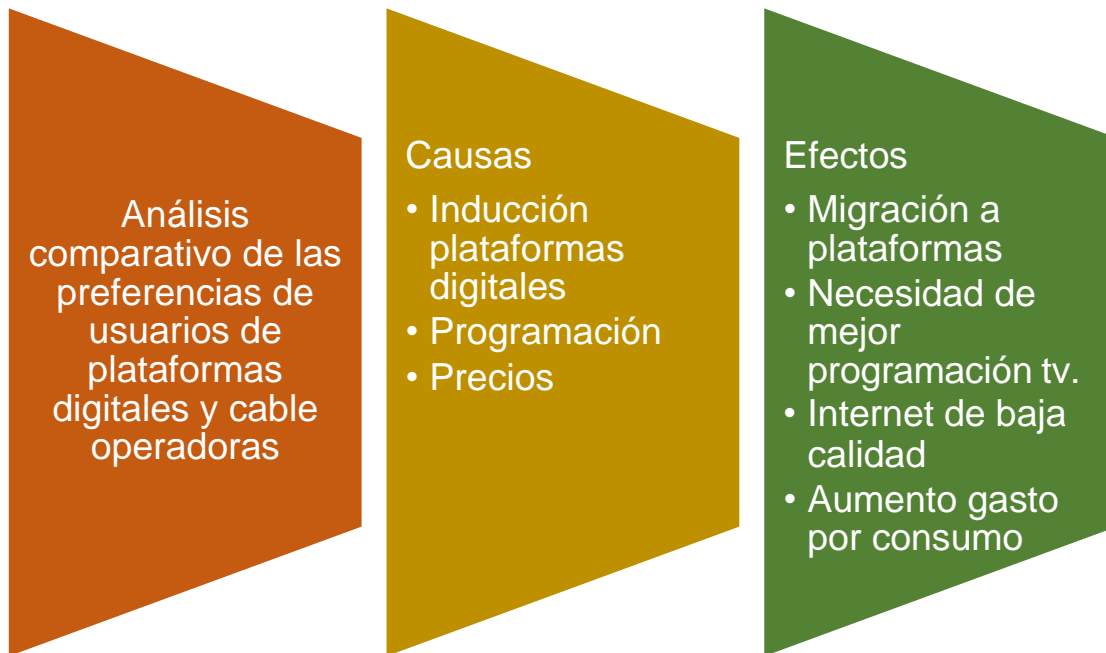 Análisis
comparativo de las
preferencias de
usuarios de
plataformas
digitales y cable
operadoras
Causas
• Inducción
plataformas
digitales
• Programación
• Precios
Efectos
• Migración a
plataformas
• Necesidad de
mejor
programación tv.
• Internet de baja
calidad
• Aumento gasto
por consumo